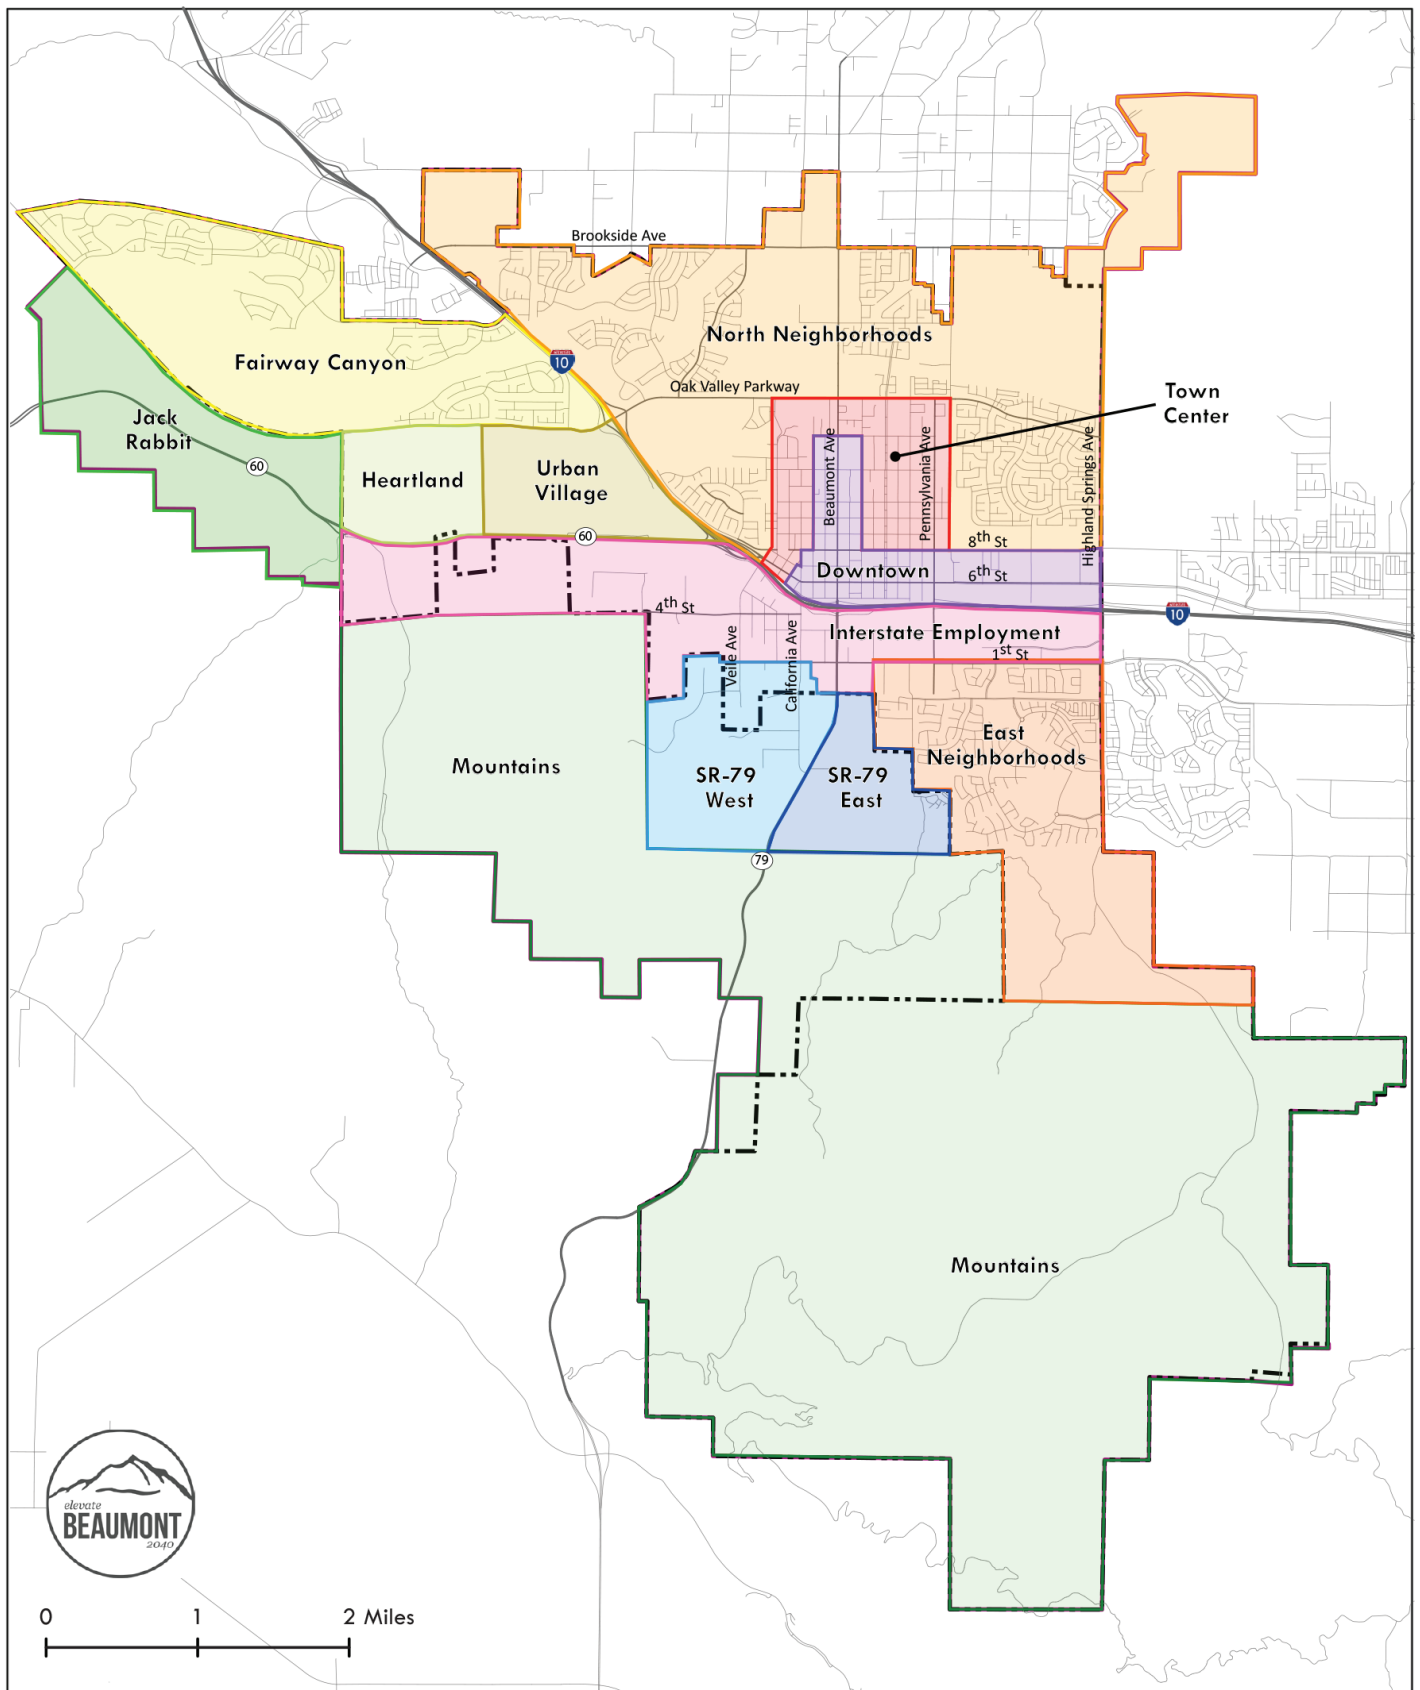 Brookside Ave
North Neighborhoods
10
Fairway Canyon
Oak Valley Parkway
Town
Center
Jack
Rabbit
60
Heartland
Urban
Village
Beaumont Ave
Pennsylvania Ave
Highland Springs Ave
60
8th St
Downtown
6th St
4th St
10
Interstate Employment
1st St
Veile Ave
California Ave
East
Neighborhoods
Mountains
SR-79
West
SR-79
East
79
Mountains
elevate
BEAUMONT
2040
0 1 2 Miles